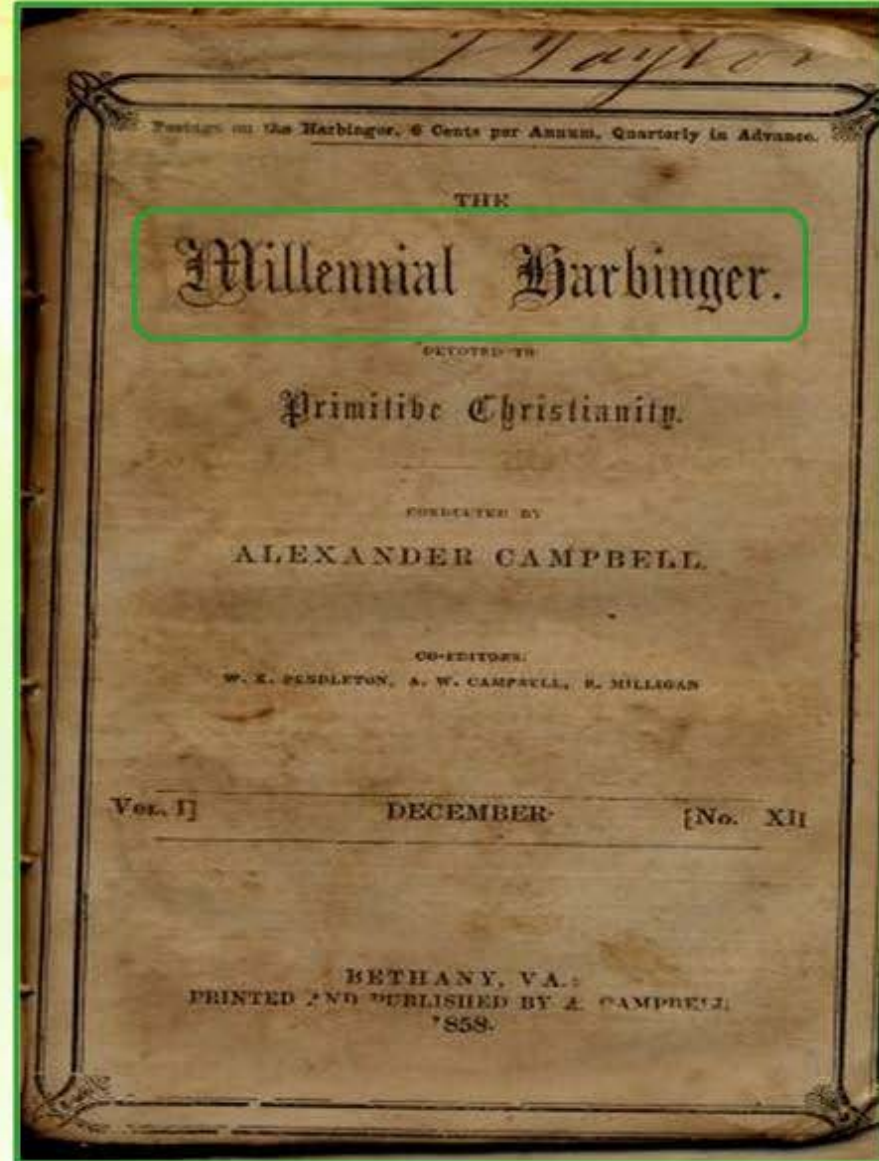 J Taylor
Postage on the Harbinger, 6 Cents per Annum, Quarterly in Advance.
THE
Millennial Harbinger.
DEVOTED TO
Primitive Christianity.
CONDUCTED BY
ALEXANDER CAMPBELL.
CO-EDITORS:
W. K. PENDLETON, A. W. CAMPBELL, R. MILLIGAN
VOL. I] DECEMBER [No. XII
BETHANY, VA.:
PRINTED AND PUBLISHED BY A. CAMPBELL,
1858.